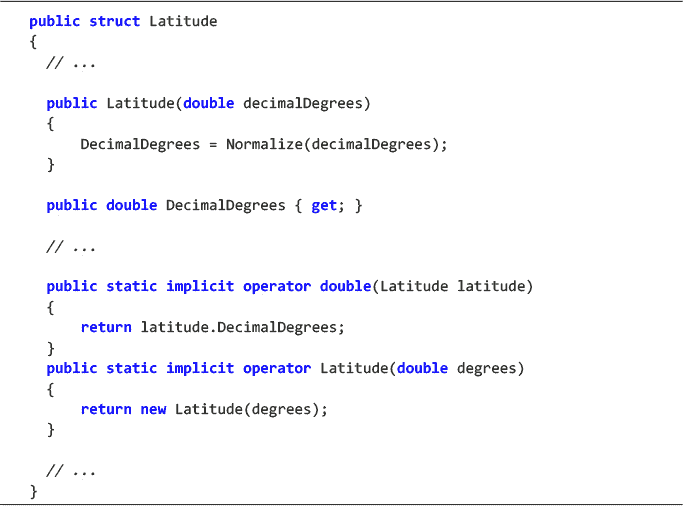 public struct Latitude
{
// ...
public Latitude(double decimalDegrees)
{
DecimalDegrees = Normalize(decimalDegrees);
}
public double DecimalDegrees { get; }
// ...
public static implicit operator double(Latitude latitude)
{
return latitude.DecimalDegrees;
}
public static implicit operator Latitude(double degrees)
{
return new Latitude(degrees);
}
// ...
}